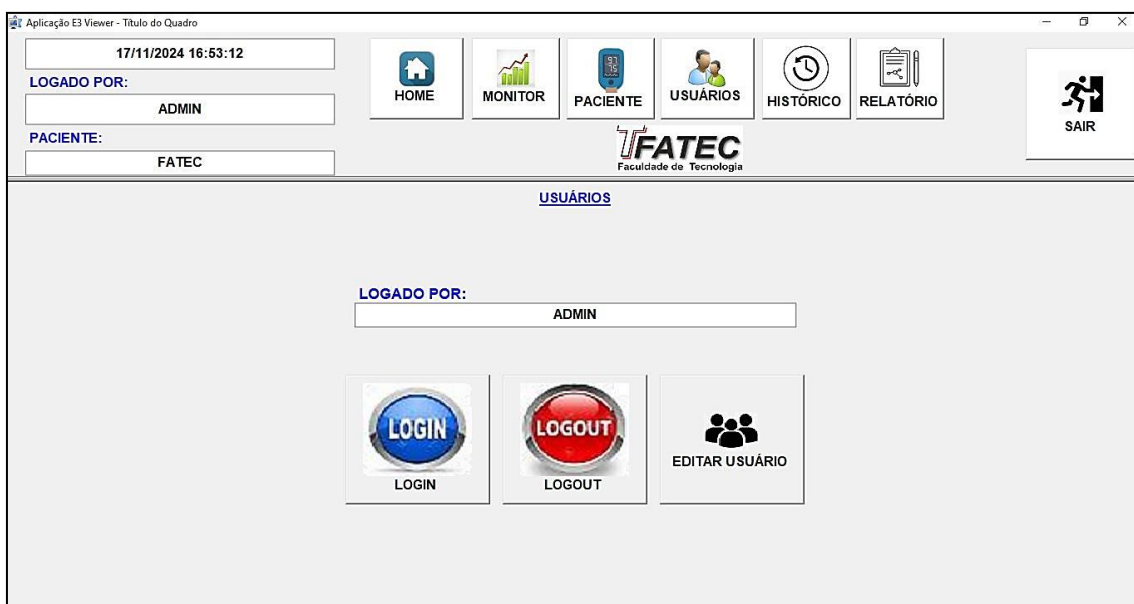 Aplicação E3 Viewer - Título do Quadro
17/11/2024 16:53:12
LOGADO POR:
ADMIN
PACIENTE:
FATEC
HOME
MONITOR
97
75
PACIENTE
USUÁRIOS
HISTÓRICO
RELATÓRIO
SAIR
FATEC
Faculdade de Tecnologia
USUÁRIOS
LOGADO POR:
ADMIN
LOGIN
LOGIN
LOGOUT
LOGOUT
EDITAR USUÁRIO